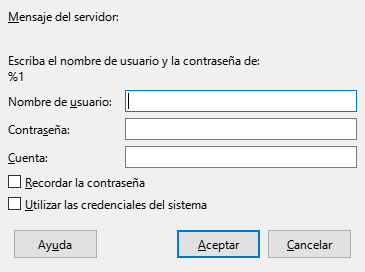 Mensaje del servidor:
Escriba el nombre de usuario y la contraseña de:
%1
Nombre de usuario:
Contraseña:
Cuenta:
Recordar la contraseña
Utilizar las credenciales del sistema
Ayuda Aceptar Cancelar